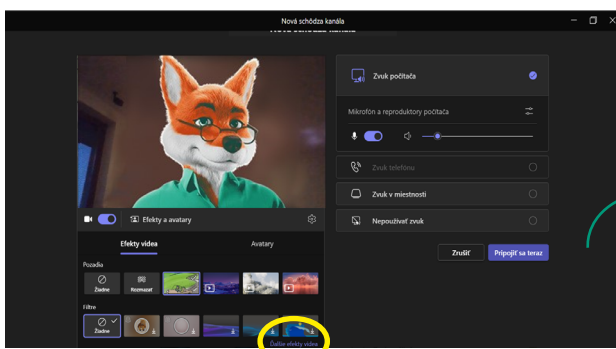 Nová schôdza kanála
Zvuk počítača
Mikrofón a reproduktory počítača
Zvuk telefónu
Zvuk v miestnosti
Nepoužívať zvuk
Zrušiť
Pripojiť sa teraz
Efekty a avatary
Efekty videa
Avatary
Pozadia
Žiadne
Rozmazať
Filtre
Žiadne
Ďalšie efekty videa